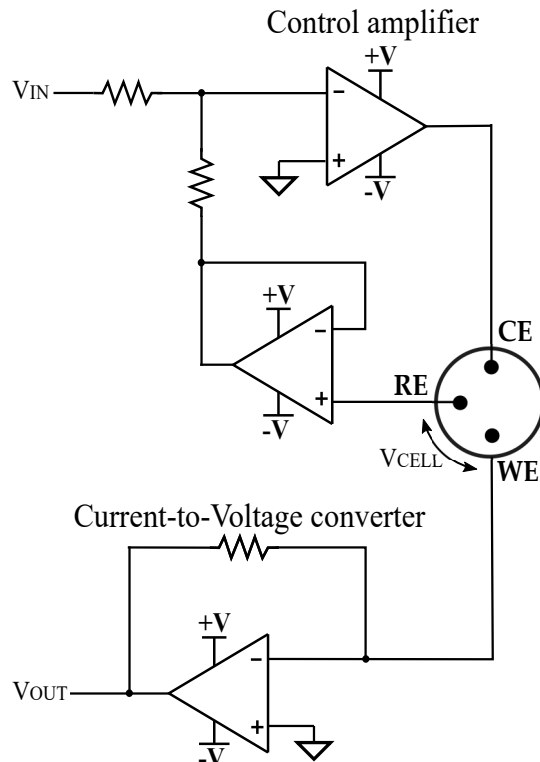 Control amplifier
+V
VIN
-
+
-V
+V
-
CE
RE
+
-V
VCELL
WE
Current-to-Voltage converter
+V
-
VOUT
+
-V